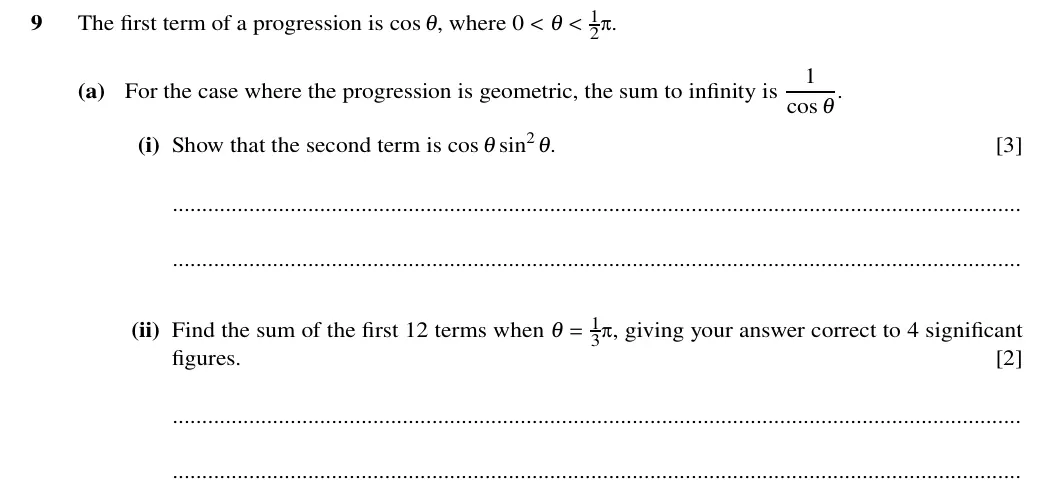 9 The first term of a progression is cos θ, where 0 < θ < ½π.
(a) For the case where the progression is geometric, the sum to infinity is 1/cos θ.
(i) Show that the second term is cos θ sin² θ. [3]
(ii) Find the sum of the first 12 terms when θ = ⅓π, giving your answer correct to 4 significant
figures. [2]